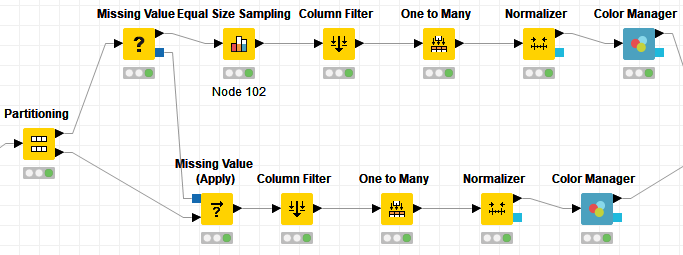 Missing Value Equal Size Sampling Column Filter One to Many Normalizer Color Manager
?
Node 102
Partitioning
Missing Value
(Apply) Column Filter One to Many Normalizer Color Manager
?